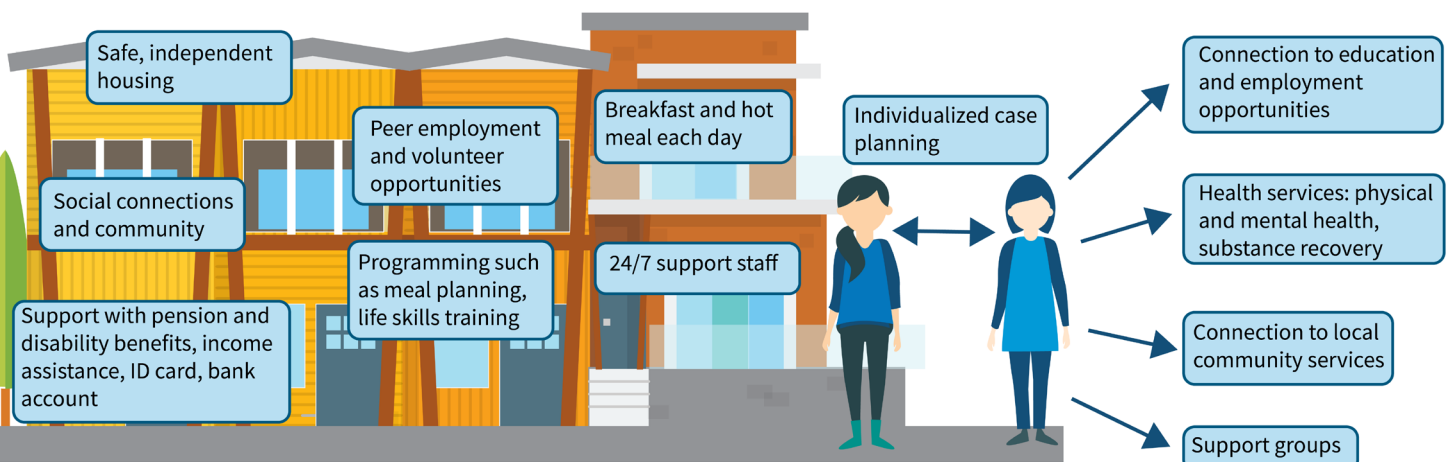 Safe, independent
housing
Social connections
and community
Support with pension and
disability benefits, income
assistance, ID card, bank
account
Peer employment
and volunteer
opportunities
Programming such
as meal planning,
life skills training
Breakfast and hot
meal each day
24/7 support staff
Individualized case
planning
Connection to education
and employment
opportunities
Health services: physical
and mental health,
substance recovery
Connection to local
community services
Support groups